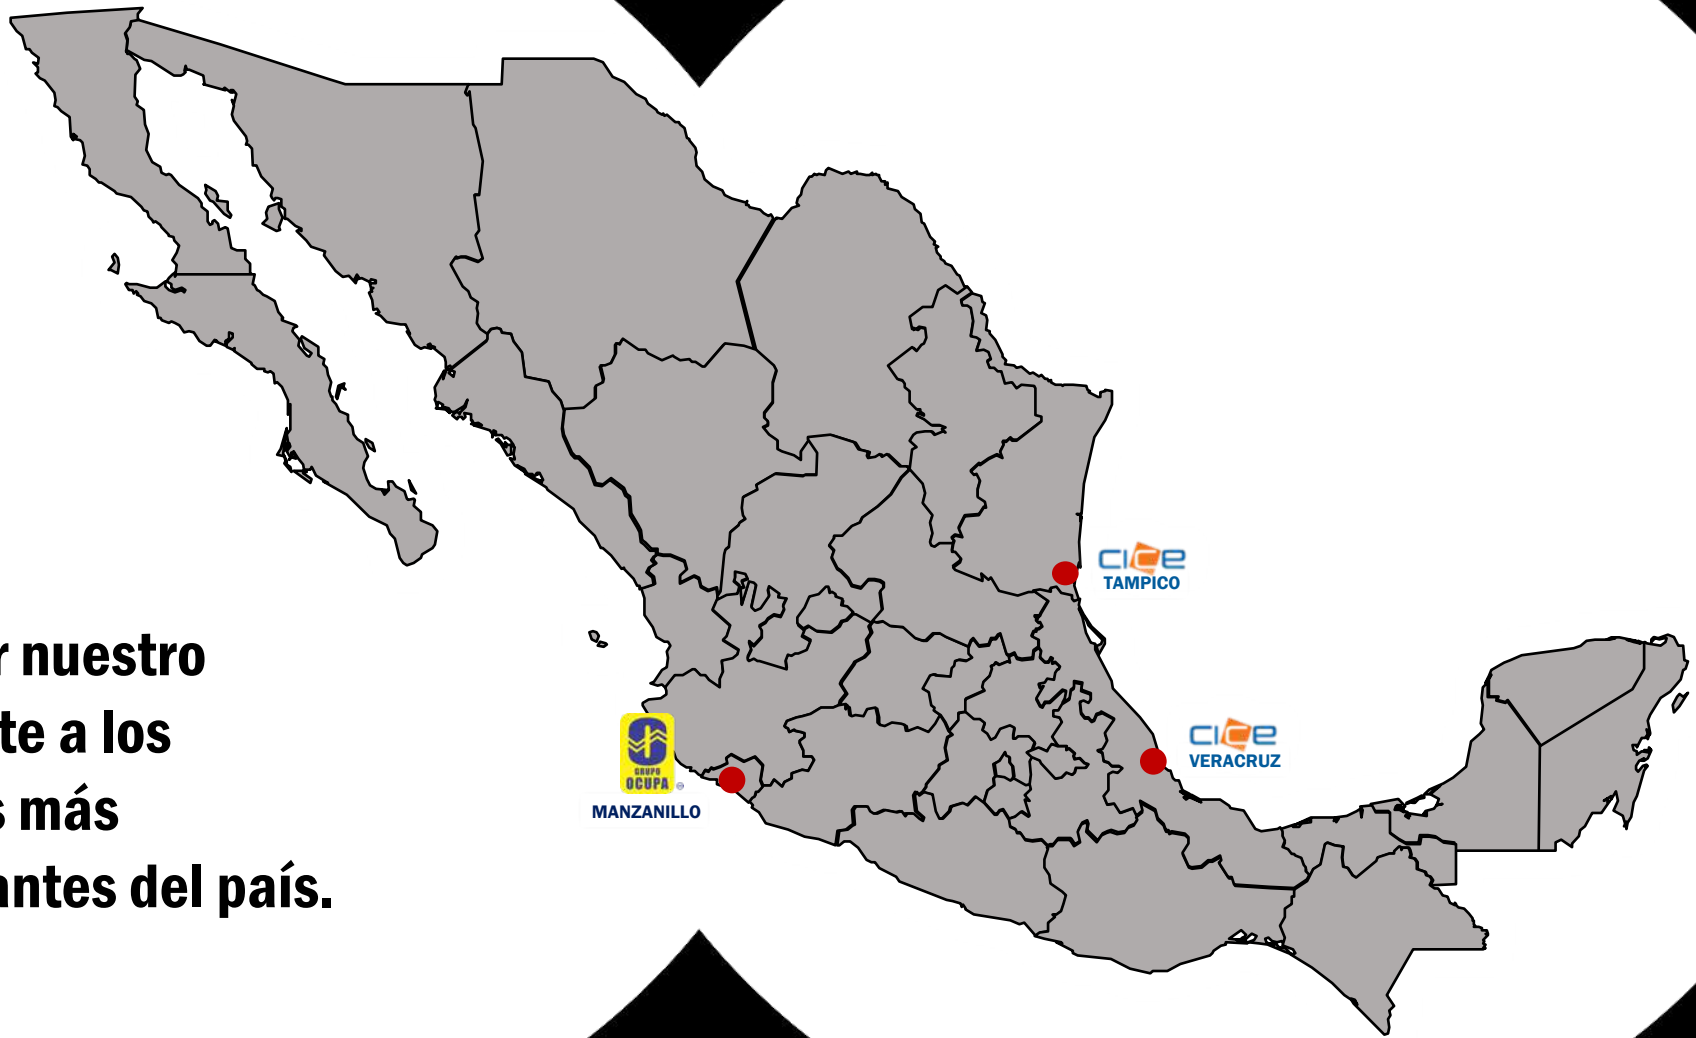 CICE
TAMPICO
r nuestro
te a los
s más
antes del país.
GRUPO
OCUPA
®
MANZANILLO
CICE
VERACRUZ